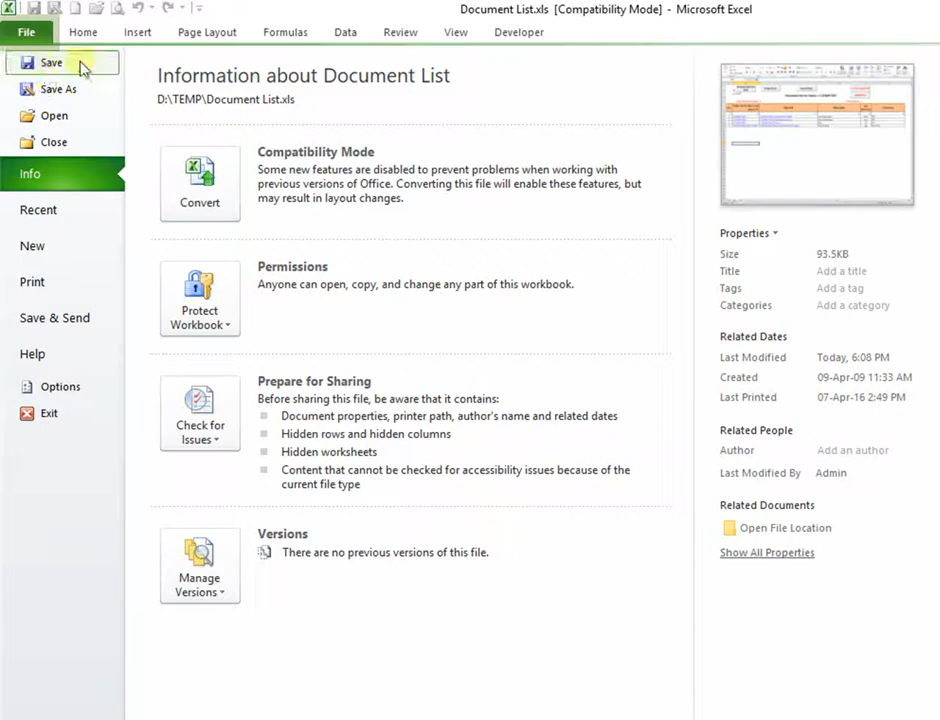 Document List.xls [Compatibility Mode] - Microsoft Excel
File Home Insert Page Layout Formulas Data Review View Developer
Save
Save As
Open
Close
Info
Recent
New
Print
Save & Send
Help
Options
Exit
Information about Document List
D:\TEMP\Document List.xls
Convert
Compatibility Mode
Some new features are disabled to prevent problems when working with
previous versions of Office. Converting this file will enable these features, but
may result in layout changes.
Protect
Workbook
Permissions
Anyone can open, copy, and change any part of this workbook.
Check for
Issues
Prepare for Sharing
Before sharing this file, be aware that it contains:
Document properties, printer path, author's name and related dates
Hidden rows and hidden columns
Hidden worksheets
Content that cannot be checked for accessibility issues because of the
current file type
Manage
Versions
Versions
There are no previous versions of this file.
Properties
Size 93.5KB
Title Add a title
Tags Add a tag
Categories Add a category
Related Dates
Last Modified Today, 6:08 PM
Created 09-Apr-09 11:33 AM
Last Printed 07-Apr-16 2:49 PM
Related People
Author Add an author
Last Modified By Admin
Related Documents
Open File Location
Show All Properties